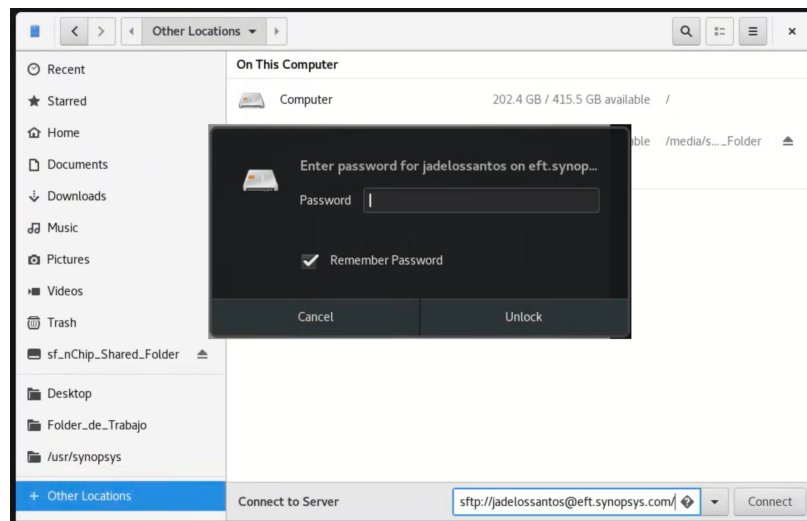 Other Locations
Recent
Starred
Home
Documents
Downloads
Music
Pictures
Videos
Trash
sf_nChip_Shared_Folder
Desktop
Folder_de_Trabajo
/usr/synopsys
+ Other Locations
On This Computer
Computer 202.4 GB / 415.5 GB available /
/media/s..._Folder
Enter password for jadelossantos on eft.synop...
Password
Remember Password
Cancel Unlock
Connect to Server sftp://jadelossantos@eft.synopsys.com/ Connect